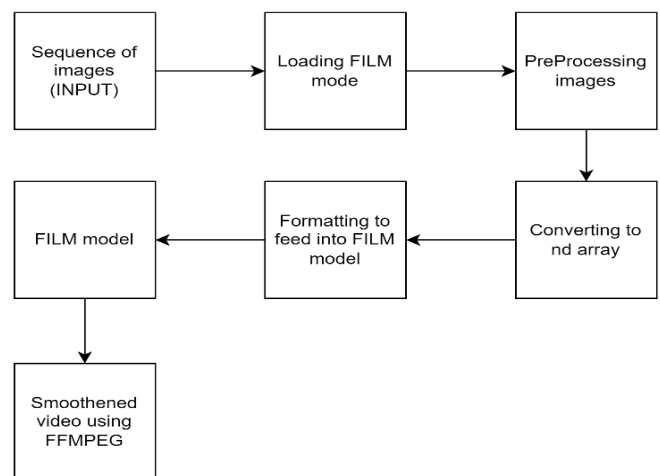 Sequence of
images
(INPUT)
Loading FILM
mode
PreProcessing
images
Converting to
nd array
Formatting to
feed into FILM
model
FILM model
Smoothened
video using
FFMPEG